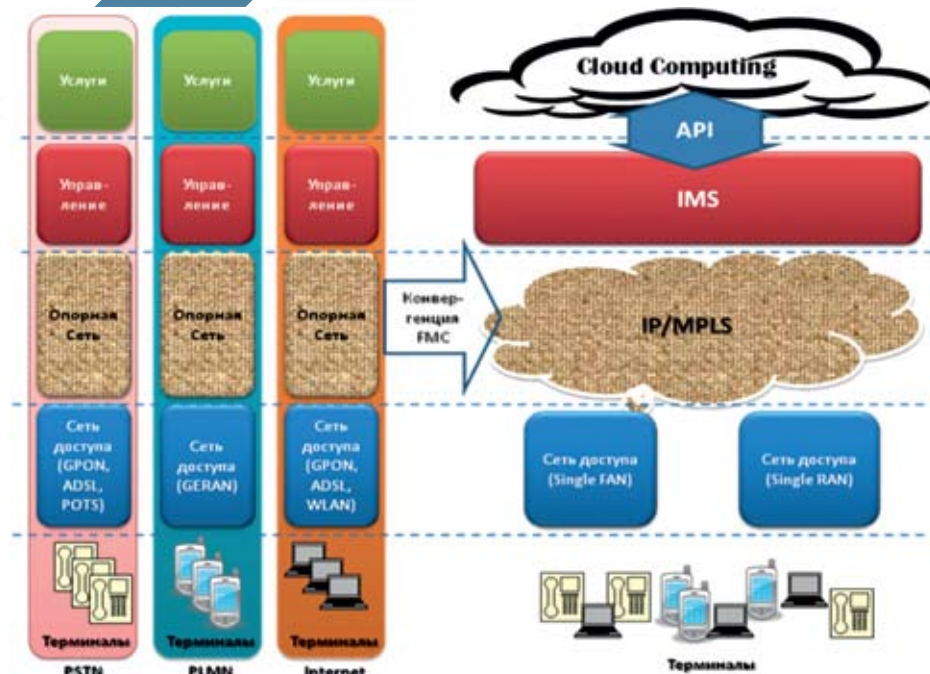 Услуги
Услуги
Услуги
Cloud Computing
API
Управ-
ление
Управ-
ление
Управ-
ление
IMS
Опорная
Сеть
Опорная
Сеть
Опорная
Сеть
Конвер-
генция
FMC
IP/MPLS
Сеть
доступа
(GPON,
ADSL,
POTS)
Сеть
доступа
(GERAN)
Сеть
доступа
(GPON,
ADSL,
WLAN)
Сеть доступа
(Single FAN)
Сеть доступа
(Single RAN)
Терминалы
Терминалы
Терминалы
Терминалы
PSTN
PLMN
Internet